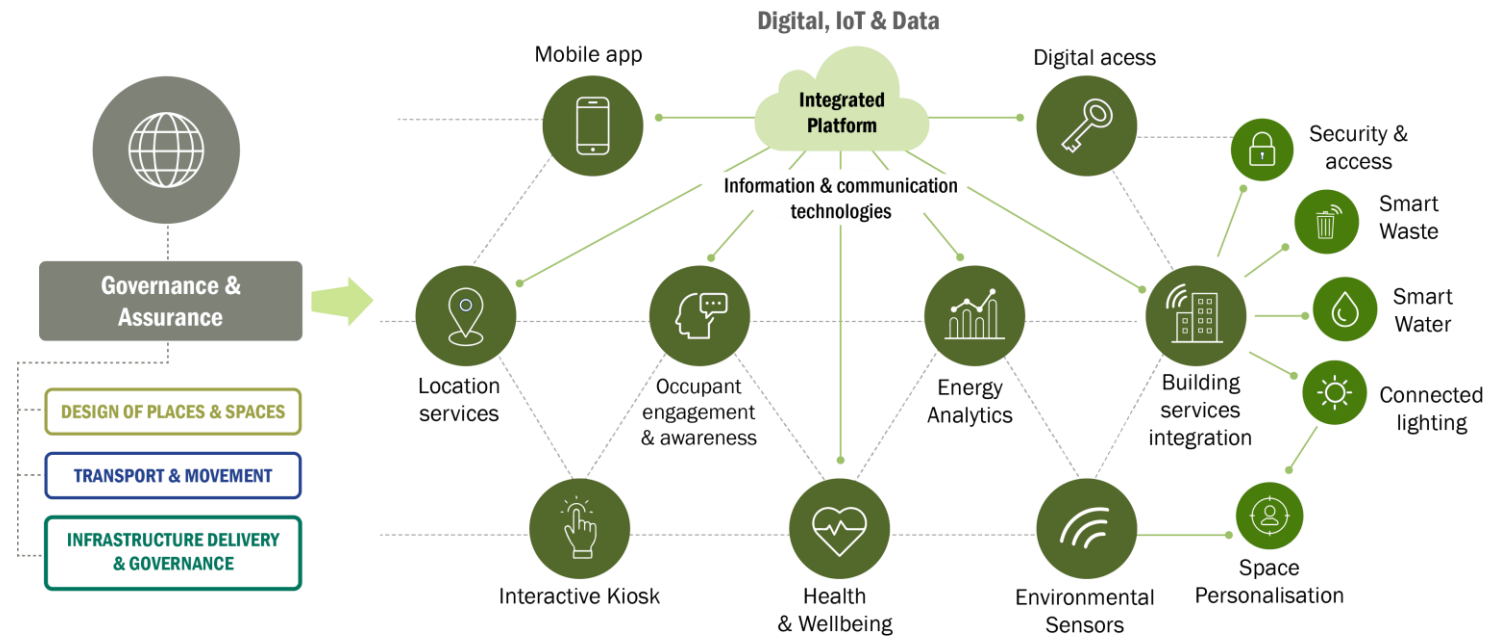 Digital, IoT & Data
Mobile app
Integrated
Platform
Digital acess
Security &
access
Information & communication
technologies
Smart
Waste
Governance &
Assurance
Smart
Water
Location
services
Occupant
engagement
& awareness
Energy
Analytics
Building
services
integration
Connected
lighting
DESIGN OF PLACES & SPACES
TRANSPORT & MOVEMENT
INFRASTRUCTURE DELIVERY
& GOVERNANCE
Interactive Kiosk
Health
& Wellbeing
Environmental
Sensors
Space
Personalisation